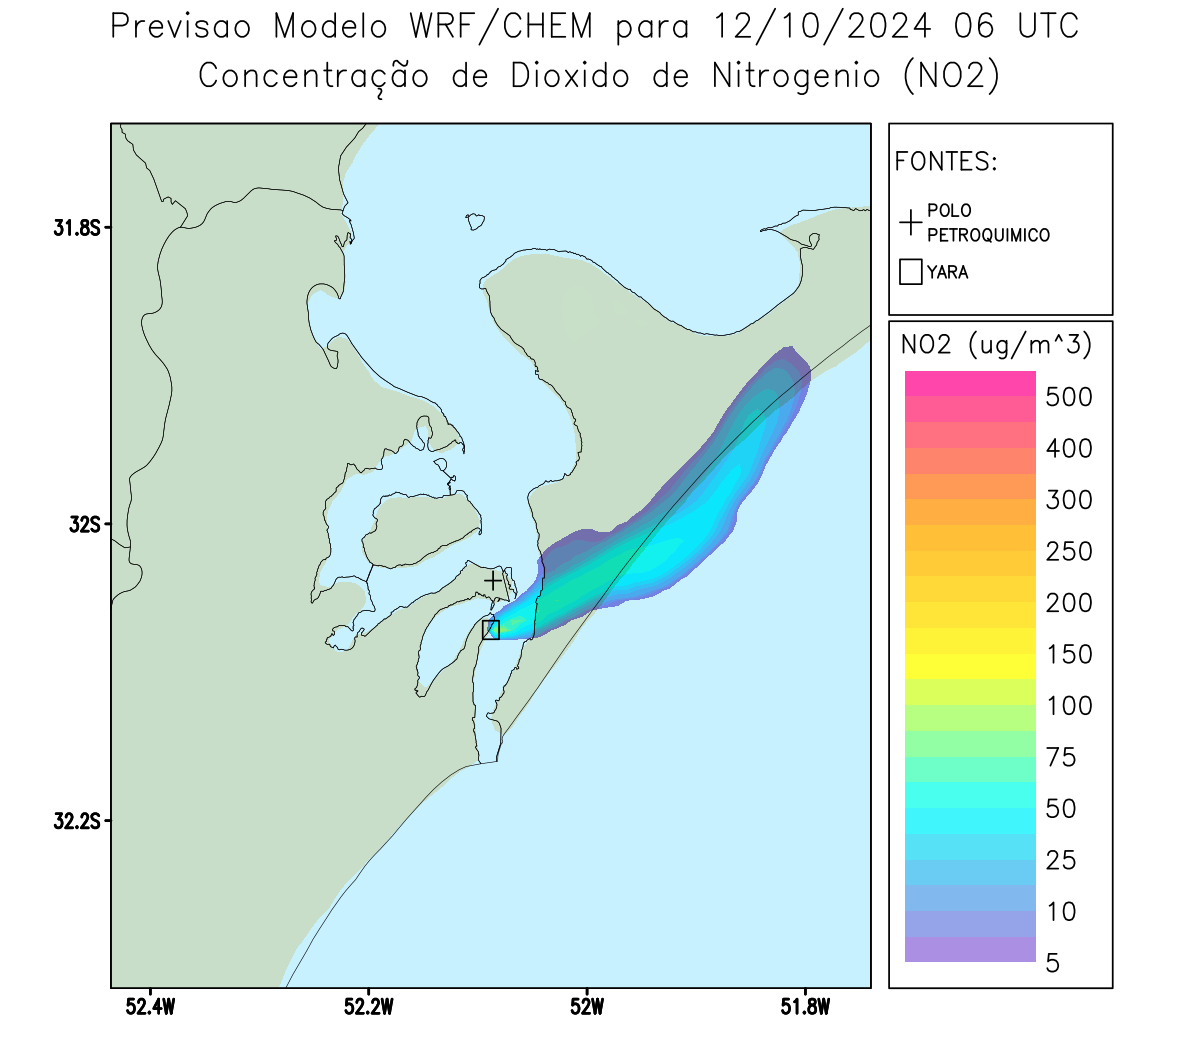 Previsao Modelo WRF/CHEM para 12/10/2024 06 UTC
Concentração de Dioxido de Nitrogenio (NO2)
FONTES:
POLO
PETROQUIMICO
YARA
NO2 (ug/m^3)
500
400
300
250
200
150
100
75
50
25
10
5
31.8S
32S
32.2S
52.4W
52.2W
52W
51.8W